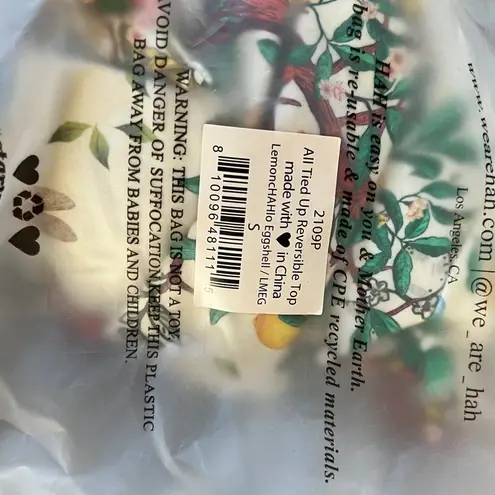 www.wearehah.com | @we_are_hah
Los Angeles, CA
HAH is easy on you & Mother Earth.
bag is re-usable & made of CPE recycled materials.
2109P
All Tied Up Reversible Top
made with ♥ in China
LemoncHAHlo Eggshell / LMEG
S
8 10096 48111 5
WARNING: THIS BAG IS NOT A TOY.
AVOID DANGER OF SUFFOCATION KEEP THIS PLASTIC
BAG AWAY FROM BABIES AND CHILDREN.